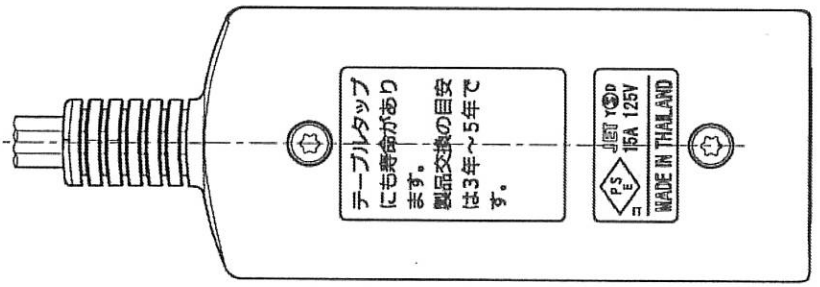 テーブルタップ
にも寿命があり
ます。
製品交換の目安
は3年～5年で
す。
PSE
JET
15A 125V
MADE IN THAILAND